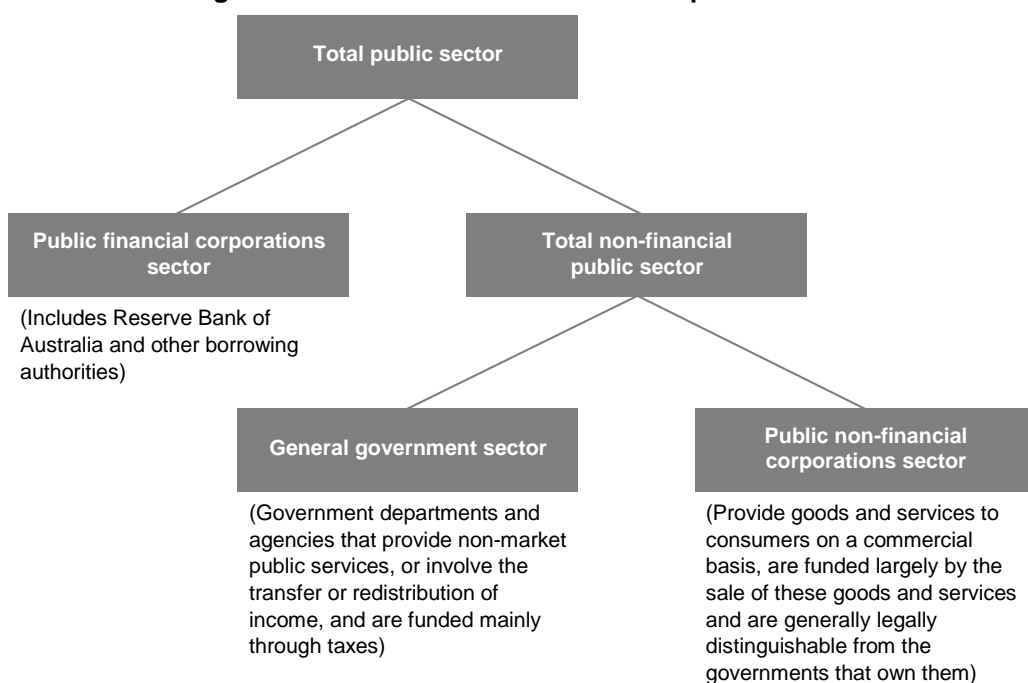 Total public sector
Public financial corporations
sector
Total non-financial
public sector
(Includes Reserve Bank of
Australia and other borrowing
authorities)
General government sector
Public non-financial
corporations sector
(Government departments and
agencies that provide non-market
public services, or involve the
transfer or redistribution of
income, and are funded mainly
through taxes)
(Provide goods and services to
consumers on a commercial
basis, are funded largely by the
sale of these goods and services
and are generally legally
distinguishable from the
governments that own them)